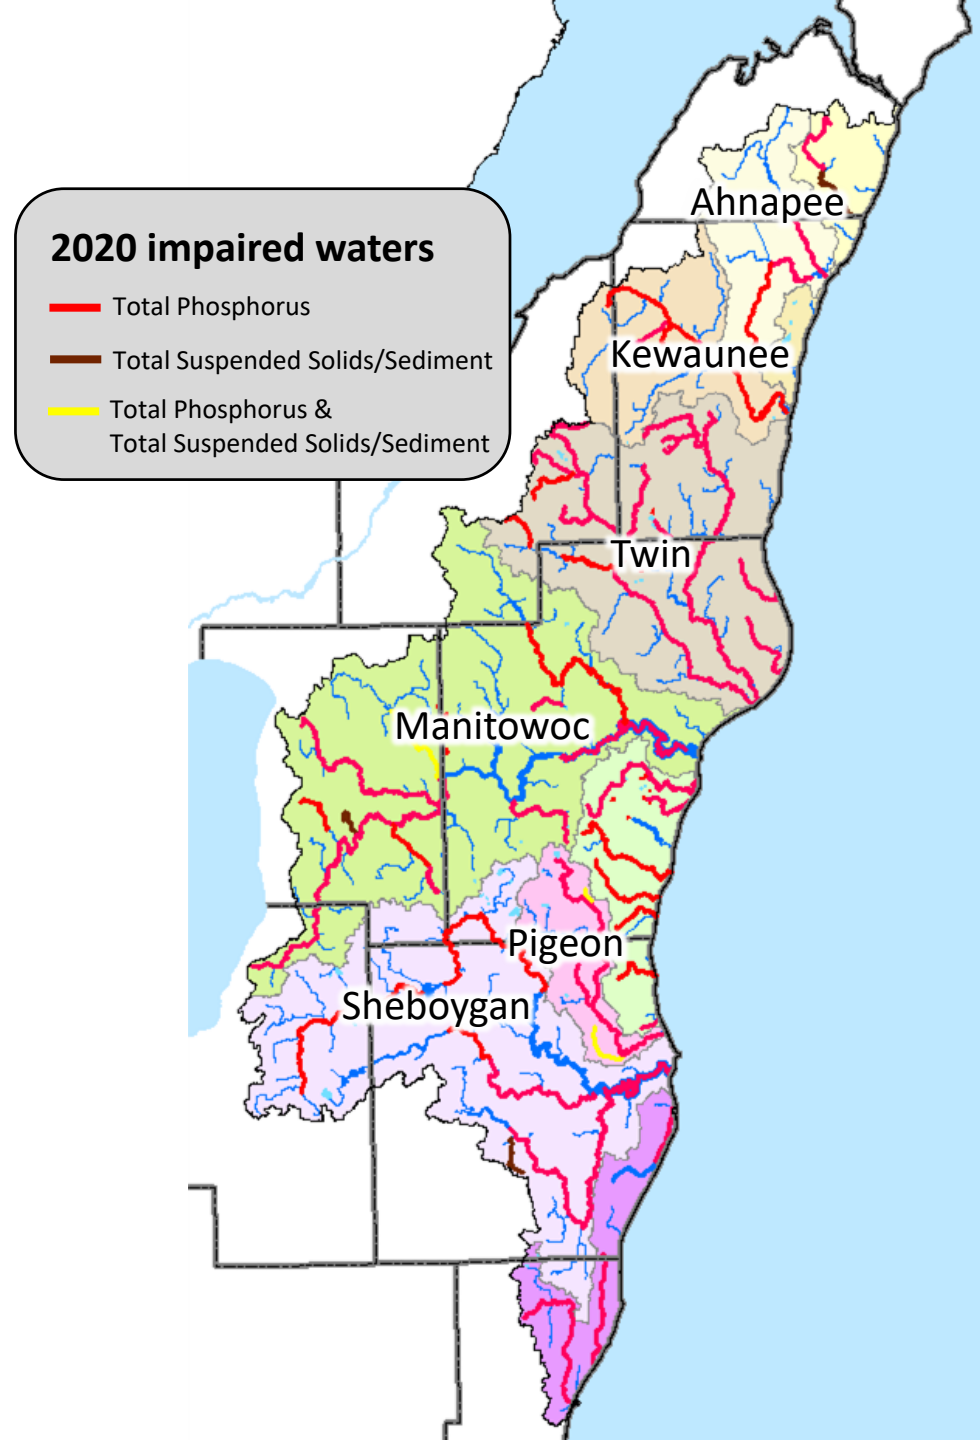 2020 impaired waters
Total Phosphorus
Total Suspended Solids/Sediment
Total Phosphorus &
Total Suspended Solids/Sediment
Ahnapee
Kewaunee
Twin
Manitowoc
Pigeon
Sheboygan